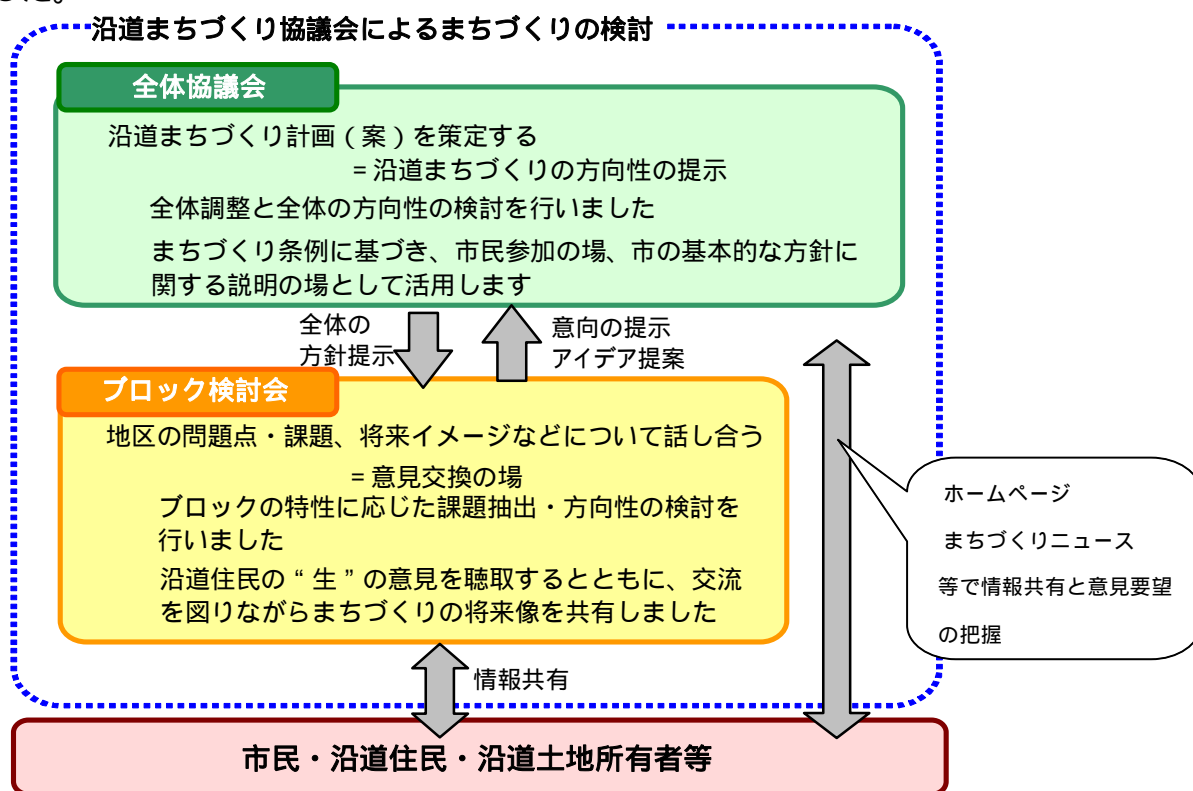 した。
沿道まちづくり協議会によるまちづくりの検討
全体協議会
沿道まちづくり計画(案)を策定する
=沿道まちづくりの方向性の提示
全体調整と全体の方向性の検討を行いました
まちづくり条例に基づき、市民参加の場、市の基本的な方針に
関する説明の場として活用します
全体の
方針提示
意向の提示
アイデア提案
ブロック検討会
地区の問題点・課題、将来イメージなどについて話し合う
=意見交換の場
ブロックの特性に応じた課題抽出・方向性の検討を
行いました
沿道住民の“生”の意見を聴取するとともに、交流
を図りながらまちづくりの将来像を共有しました
ホームページ
まちづくりニュース
等で情報共有と意見要望
の把握
情報共有
市民・沿道住民・沿道土地所有者等